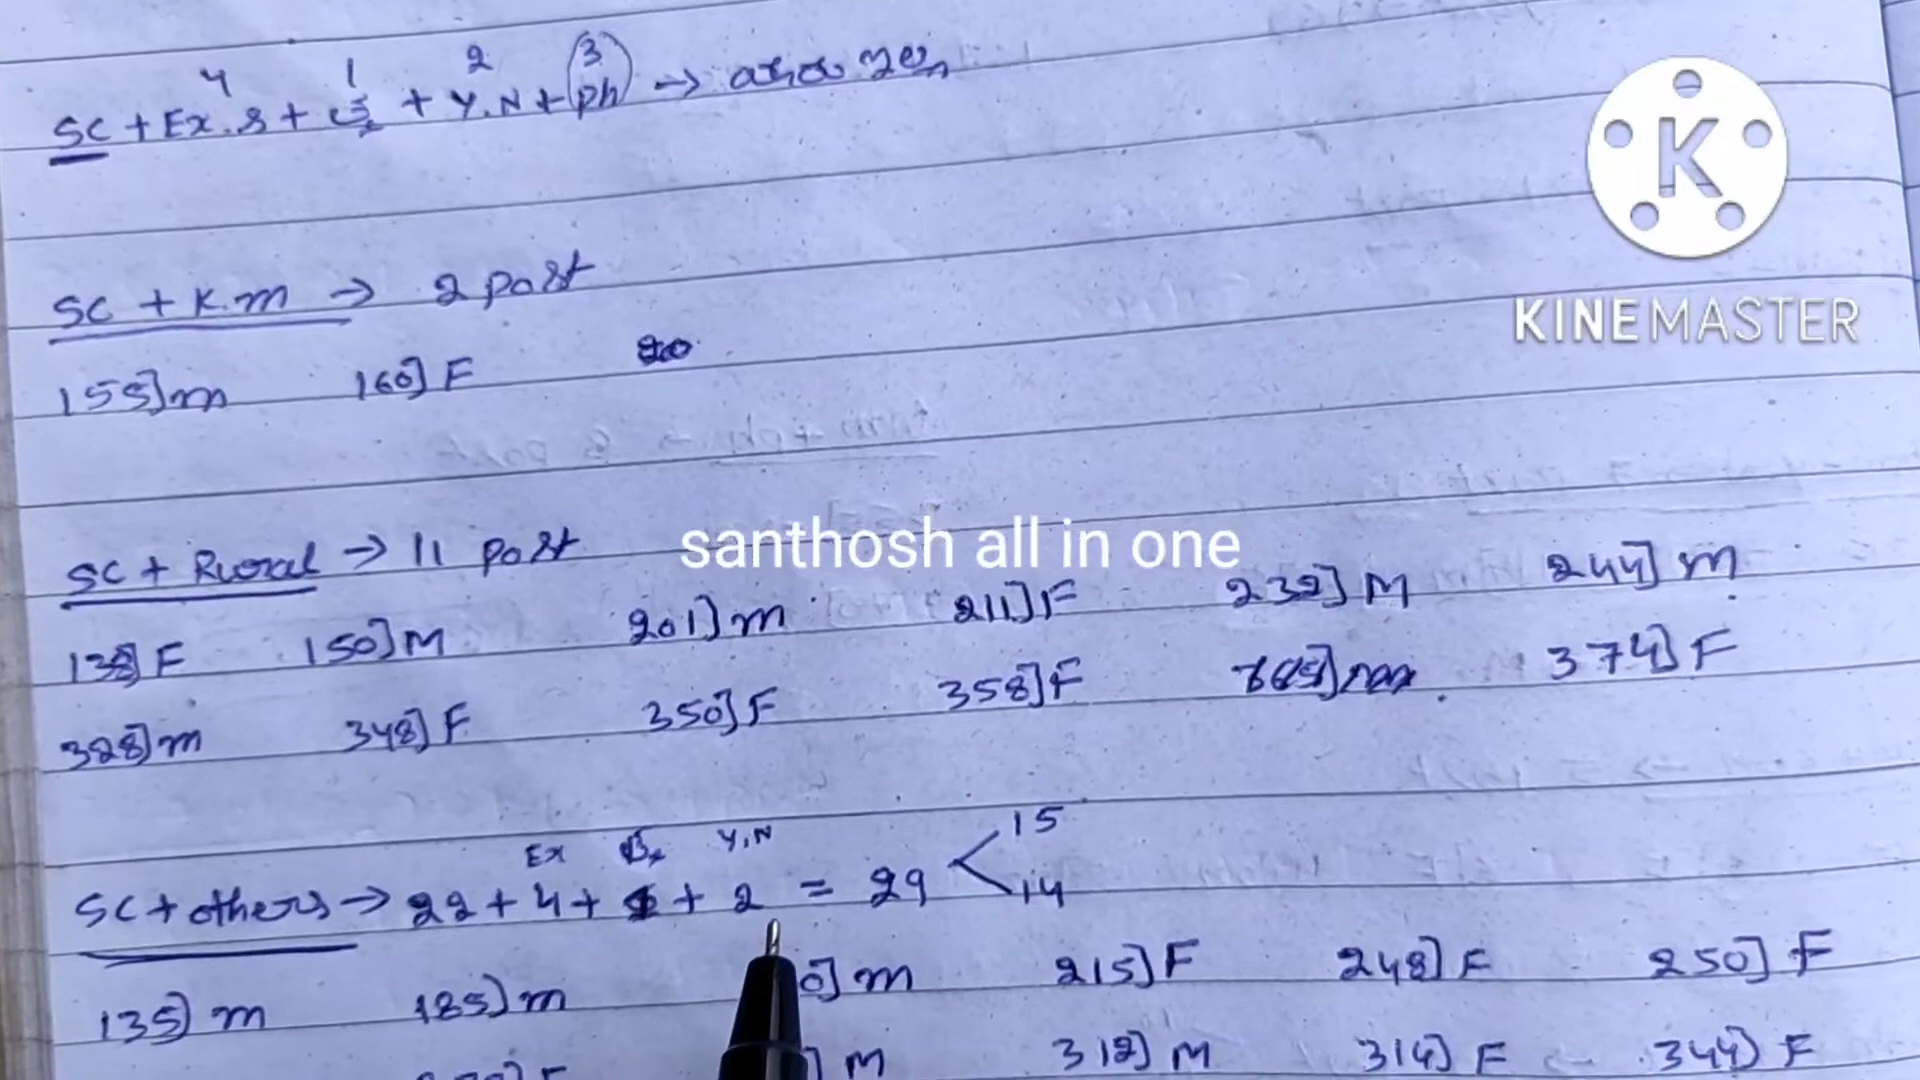 4 1 2 3
SC + Ex.S + + Y.N + Ph →
K
KINEMASTER
SC + K.m → 2 post
155]m 160] F
santhosh all in one
SC + Rural → 11 post
138] F 150] M 201] m 211] F 232] M 244] m
328] m 348] F 350] F 358] F 374] F
Ex Y,N 15
SC + others → 22 + 4 + 1 + 2 = 29 < 14
135) m 185) m 0] m 215] F 248] F 250] F
] M 312] M 314] F 344) F